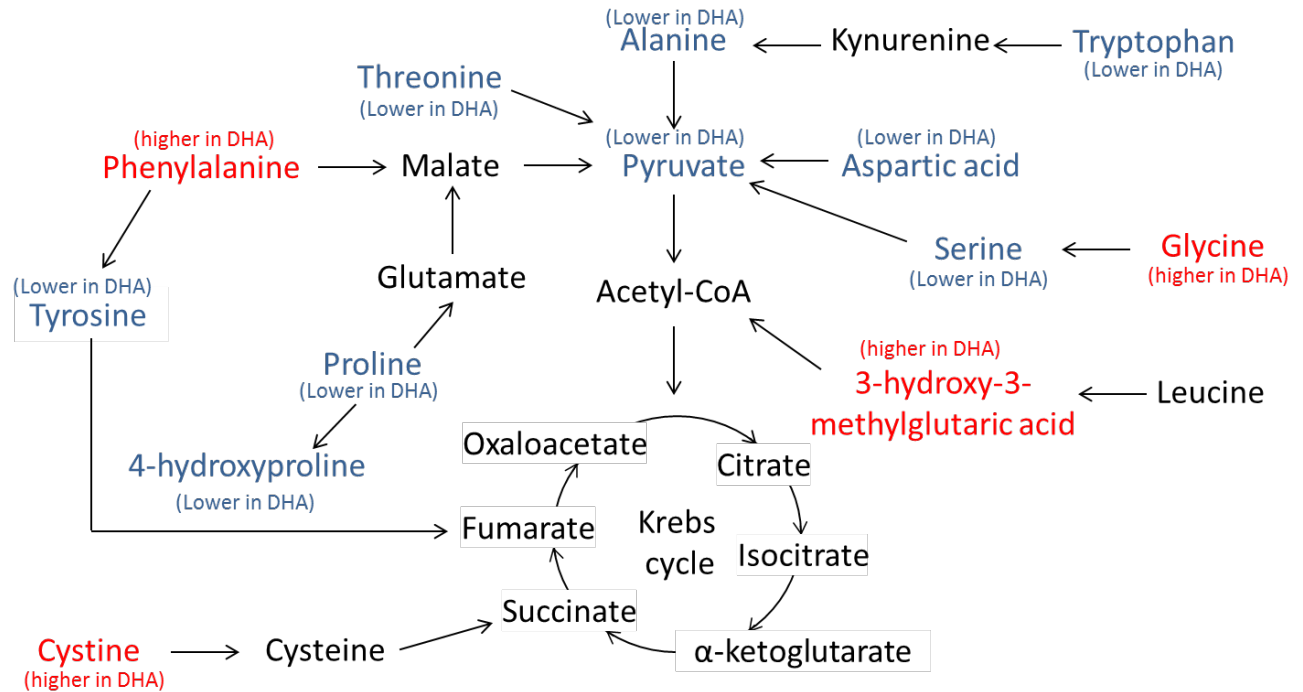 (Lower in DHA)
Alanine
Kynurenine
Tryptophan
(Lower in DHA)
Threonine
(Lower in DHA)
(higher in DHA)
Phenylalanine
Malate
(Lower in DHA)
Pyruvate
(Lower in DHA)
Aspartic acid
Serine
(Lower in DHA)
Glycine
(higher in DHA)
(Lower in DHA)
Tyrosine
Glutamate
Acetyl-CoA
Proline
(Lower in DHA)
(higher in DHA)
3-hydroxy-3-
methylglutaric acid
Leucine
4-hydroxyproline
(Lower in DHA)
Oxaloacetate
Citrate
Fumarate
Krebs
cycle
Isocitrate
Succinate
α-ketoglutarate
Cystine
(higher in DHA)
Cysteine